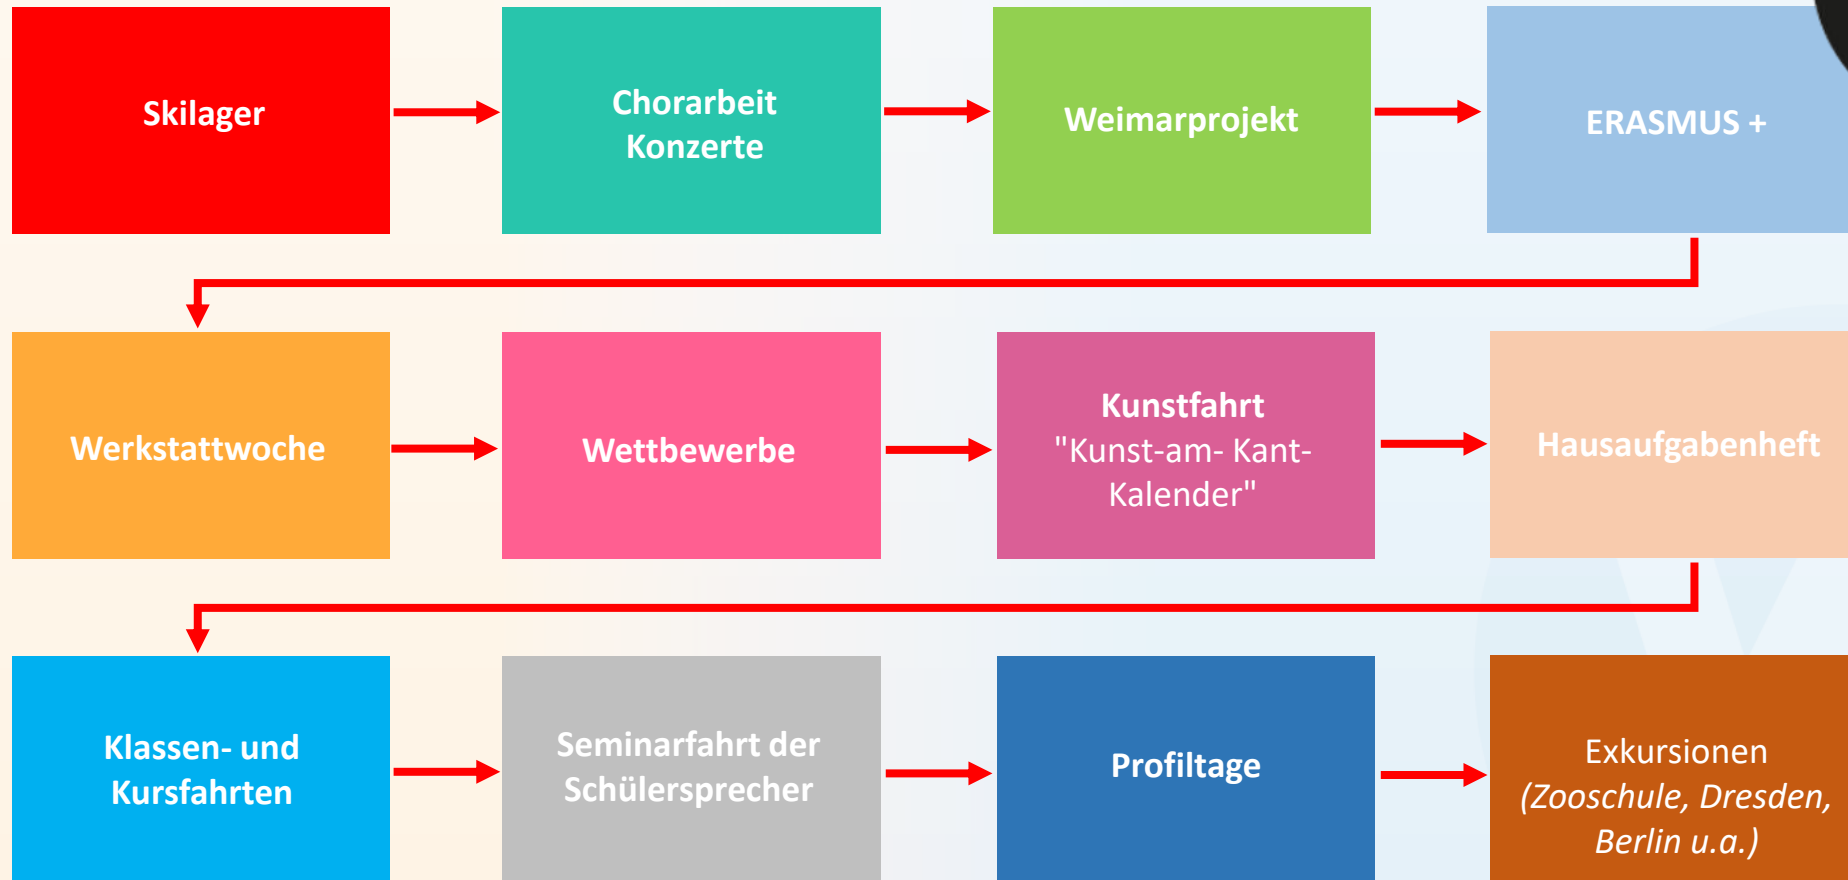 Skilager
Chorarbeit
Konzerte
Weimarprojekt
ERASMUS +
Werkstattwoche
Wettbewerbe
Kunstfahrt
"Kunst-am- Kant-
Kalender"
Hausaufgabenheft
Klassen- und
Kursfahrten
Seminarfahrt der
Schülersprecher
Profiltage
Exkursionen
(Zooschule, Dresden,
Berlin u.a.)